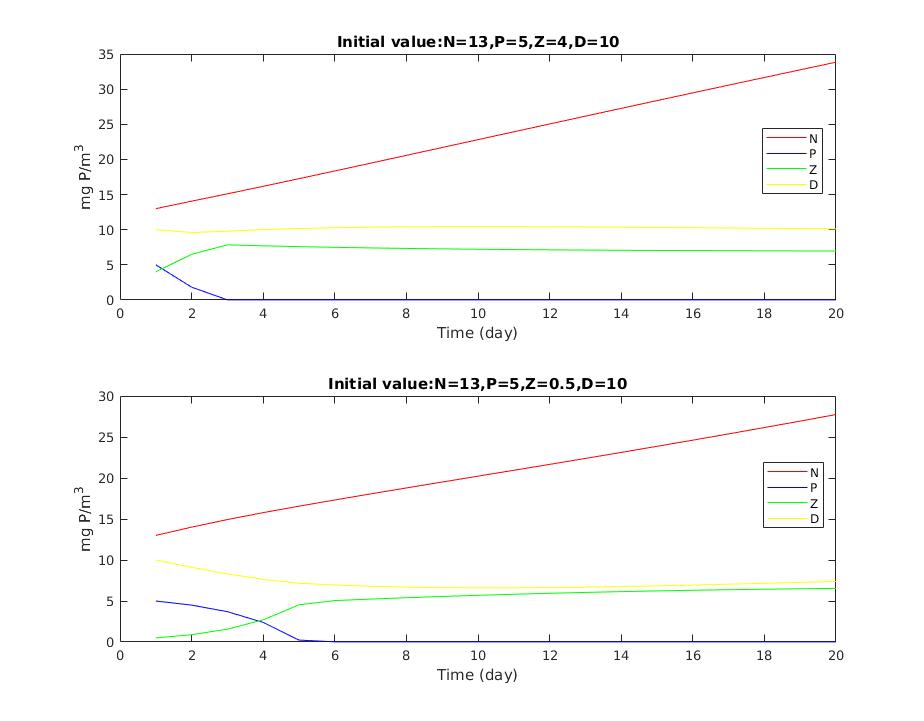 Initial value:N=13,P=5,Z=4,D=10
35
30
25
20
15
10
5
0
mg P/m³
N
P
Z
D
0 2 4 6 8 10 12 14 16 18 20
Time (day)
Initial value:N=13,P=5,Z=0.5,D=10
30
25
20
15
10
5
0
mg P/m³
N
P
Z
D
0 2 4 6 8 10 12 14 16 18 20
Time (day)